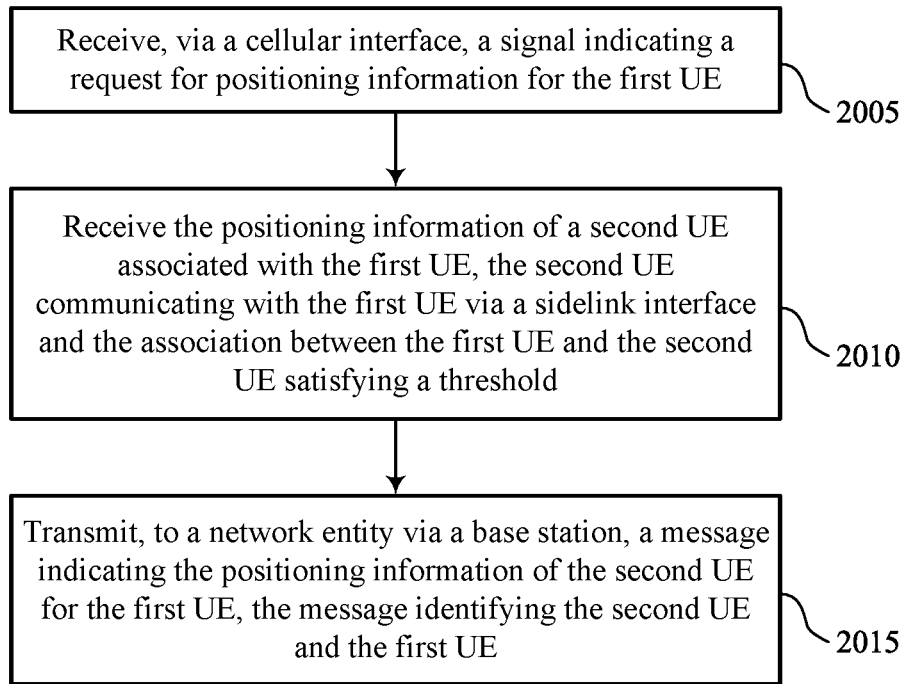 Receive, via a cellular interface, a signal indicating a
request for positioning information for the first UE
2005
Receive the positioning information of a second UE
associated with the first UE, the second UE
communicating with the first UE via a sidelink interface
and the association between the first UE and the second
UE satisfying a threshold
2010
Transmit, to a network entity via a base station, a message
indicating the positioning information of the second UE
for the first UE, the message identifying the second UE
and the first UE
2015